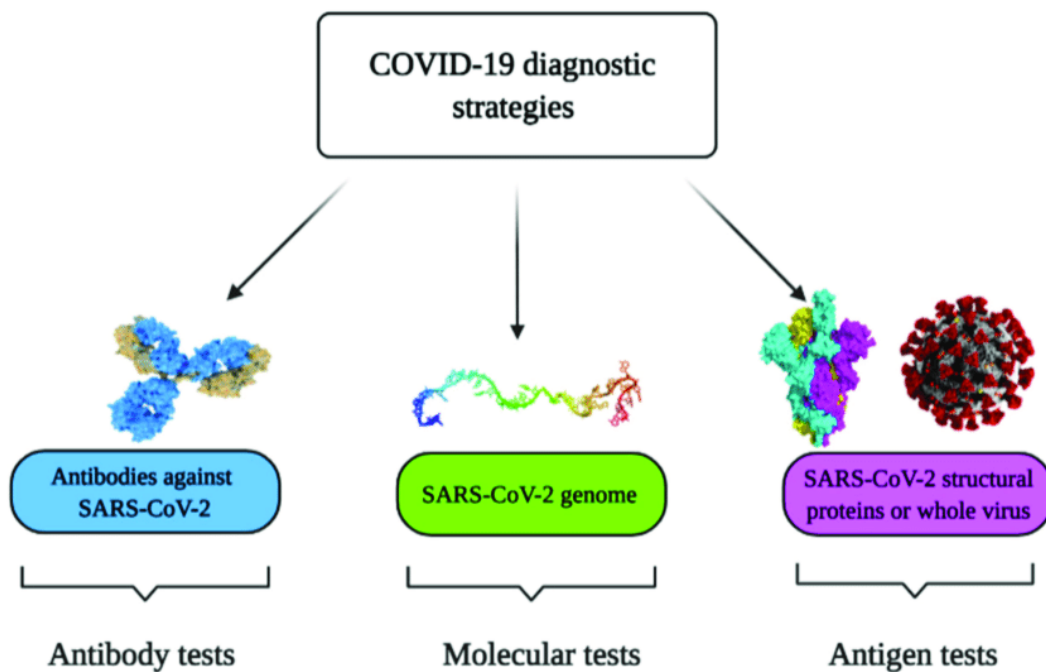 COVID-19 diagnostic
strategies
Antibodies against
SARS-CoV-2
SARS-CoV-2 genome
SARS-CoV-2 structural
proteins or whole virus
Antibody tests
Molecular tests
Antigen tests